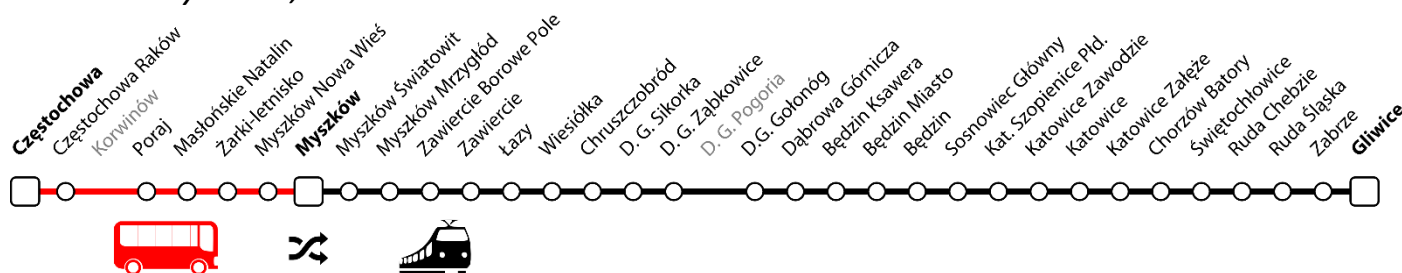 Częstochowa
Częstochowa Raków
Korwinów
Poraj
Masłońskie Natalin
Żarki-letnisko
Myszków Nowa Wieś
Myszków
Myszków Światowit
Myszków Mrzygłód
Zawiercie Borowe Pole
Zawiercie
Łazy
Wiesiółka
Chruszczobród
D. G. Sikorka
D. G. Ząbkowice
D. G. Pogoria
D.G. Gołonóg
Dąbrowa Górnicza
Będzin Ksawera
Będzin Miasto
Będzin
Sosnowiec Główny
Kat. Szopienice Płd.
Katowice Zawodzie
Katowice
Katowice Załęże
Chorzów Batory
Świętochłowice
Ruda Chebzie
Ruda Śląska
Zabrze
Gliwice